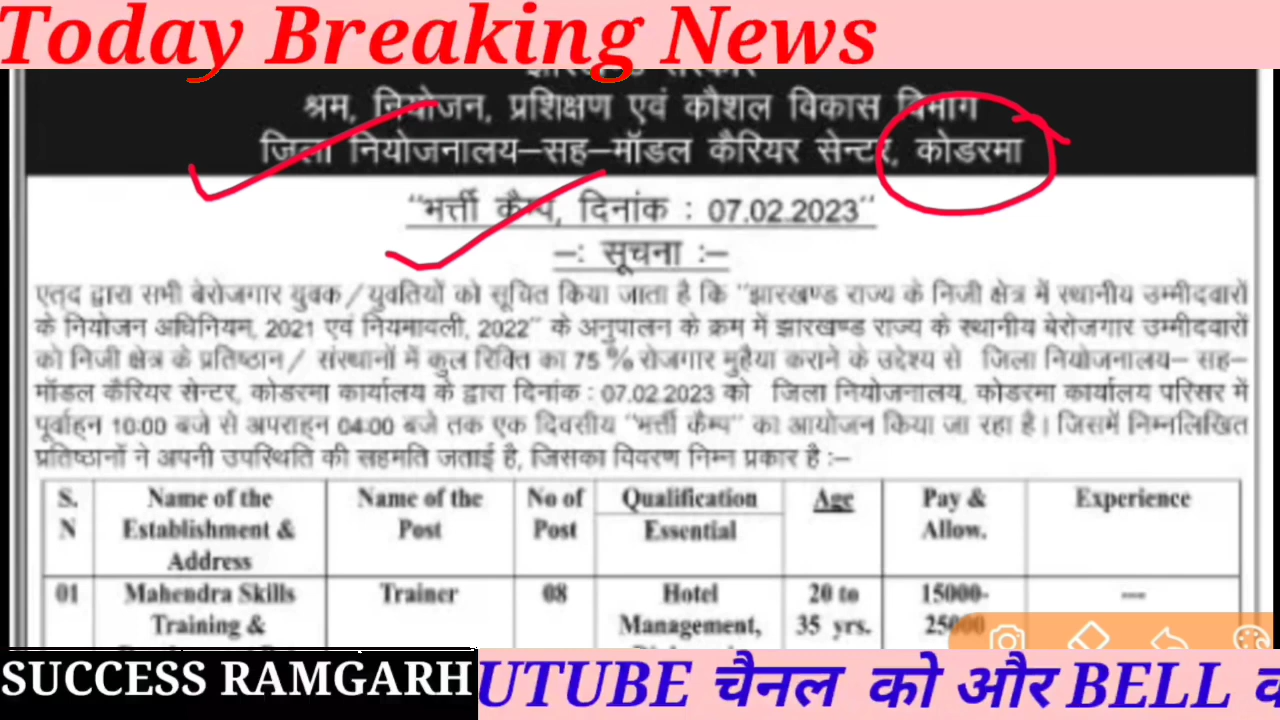 Today Breaking News
झारखण्ड सरकार
श्रम, नियोजन, प्रशिक्षण एवं कौशल विकास विभाग
जिला नियोजनालय–सह–मॉडल कैरियर सेन्टर, कोडरमा
“भर्त्ती कैम्प, दिनांक : 07.02.2023”
–: सूचना :–
एतद् द्वारा सभी बेरोजगार युवक/युवतियों को सूचित किया जाता है कि “झारखण्ड राज्य के निजी क्षेत्र में स्थानीय उम्मीदवारों
के नियोजन अधिनियम, 2021 एवं नियमावली, 2022” के अनुपालन के क्रम में झारखण्ड राज्य के स्थानीय बेरोजगार उम्मीदवारों
को निजी क्षेत्र के प्रतिष्ठान/ संस्थानों में कुल रिक्ति का 75 % रोजगार मुहैया कराने के उद्देश्य से जिला नियोजनालय– सह–
मॉडल कैरियर सेन्टर, कोडरमा कार्यालय के द्वारा दिनांक : 07.02.2023 को जिला नियोजनालय, कोडरमा कार्यालय परिसर में
पूर्वाहन 10:00 बजे से अपराहन 04:00 बजे तक एक दिवसीय “भर्त्ती कैम्प” का आयोजन किया जा रहा है। जिसमें निम्नलिखित
प्रतिष्ठानों ने अपनी उपस्थिति की सहमति जताई है, जिसका विवरण निम्न प्रकार है :–
S. N Name of the Establishment & Address Name of the Post No of Post Qualification Essential Age Pay & Allow. Experience
01 Mahendra Skills Training & Trainer 08 Hotel Management, 20 to 35 yrs. 15000- 25000 ---
SUCCESS RAMGARH
UTUBE चैनल को और BELL